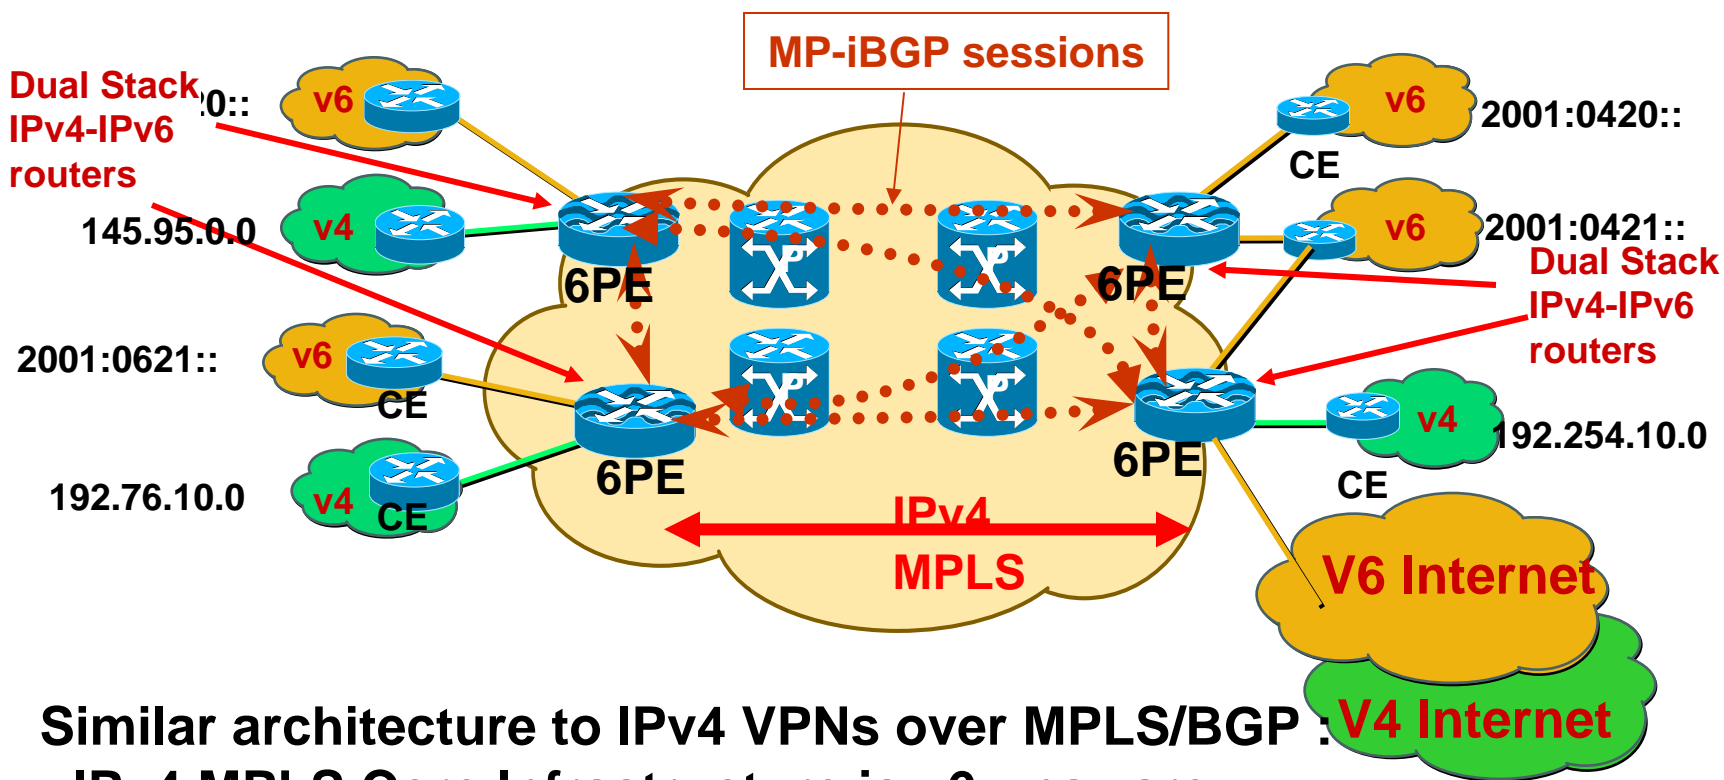 MP-iBGP sessions
Dual Stack
IPv4-IPv6
routers
20::
v6
v6
2001:0420::
CE
145.95.0.0
v4
v6
2001:0421::
6PE
P
P
6PE
Dual Stack
IPv4-IPv6
routers
2001:0621::
v6
CE
P
P
v4
192.254.10.0
6PE
6PE
CE
192.76.10.0
v4
CE
IPv4
MPLS
V6 Internet
V4 Internet
Similar architecture to IPv4 VPNs over MPLS/BGP :